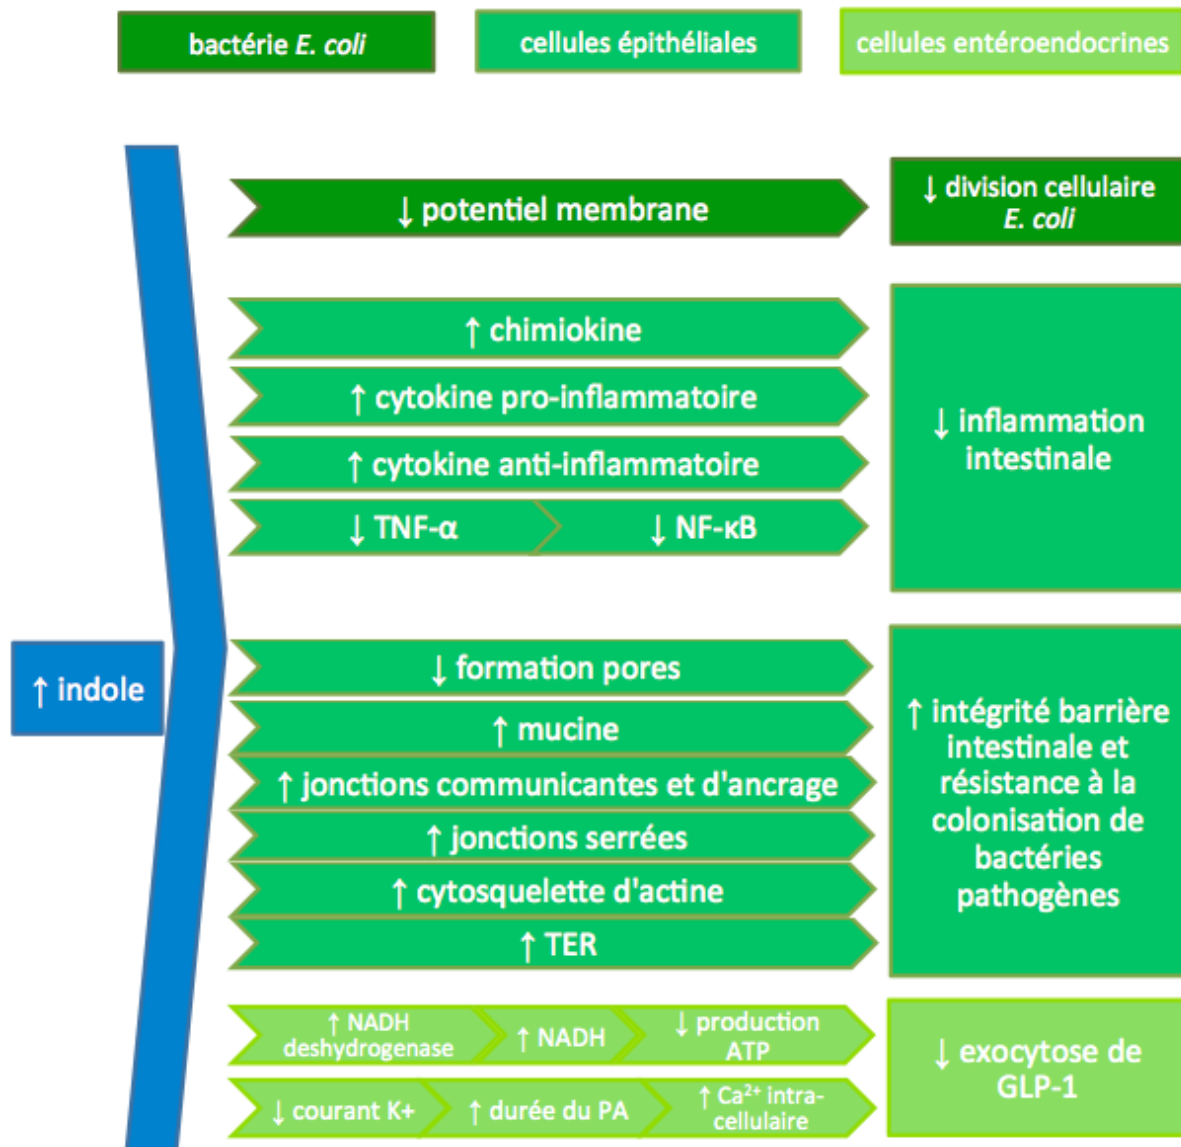 bactérie E. coli
cellules épithéliales
cellules entéroendocrines
↓ potentiel membrane
↓ division cellulaire
E. coli
↑ chimiokine
↑ cytokine pro-inflammatoire
↑ cytokine anti-inflammatoire
↓ TNF-α
↓ NF-κB
↓ inflammation
intestinale
↑ indole
↓ formation pores
↑ mucine
↑ jonctions communicantes et d'ancrage
↑ jonctions serrées
↑ cytosquelette d'actine
↑ TER
↑ intégrité barrière
intestinale et
résistance à la
colonisation de
bactéries
pathogènes
↑ NADH
deshydrogenase
↑ NADH
↓ production
ATP
↓ courant K+
↑ durée du PA
↑ Ca²⁺ intra-
cellulaire
↓ exocytose de
GLP-1